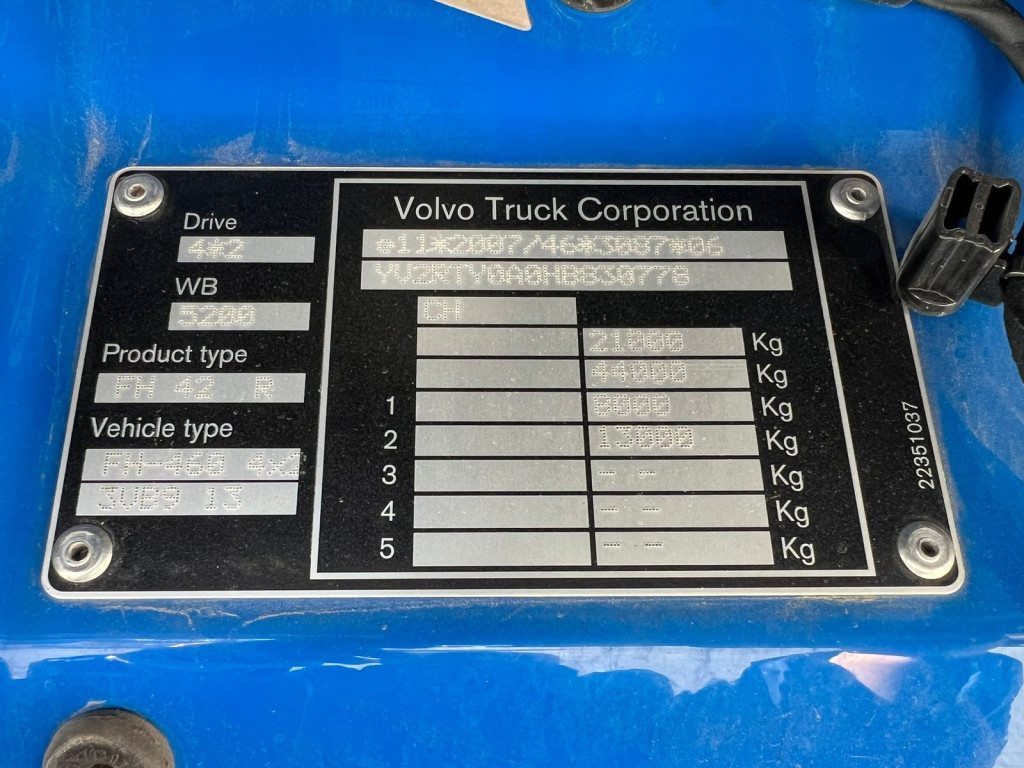 Drive
4*2
WB
5200
Product type
FH 42 R
Vehicle type
FH-460 4x2
3UB9 13
Volvo Truck Corporation
e11*2007/46*3087*06
YV2RTY0A0HB830778
CH
21000 Kg
44000 Kg
1 8000 Kg
2 13000 Kg
3 -- Kg
4 -- Kg
5 -- Kg
22351037